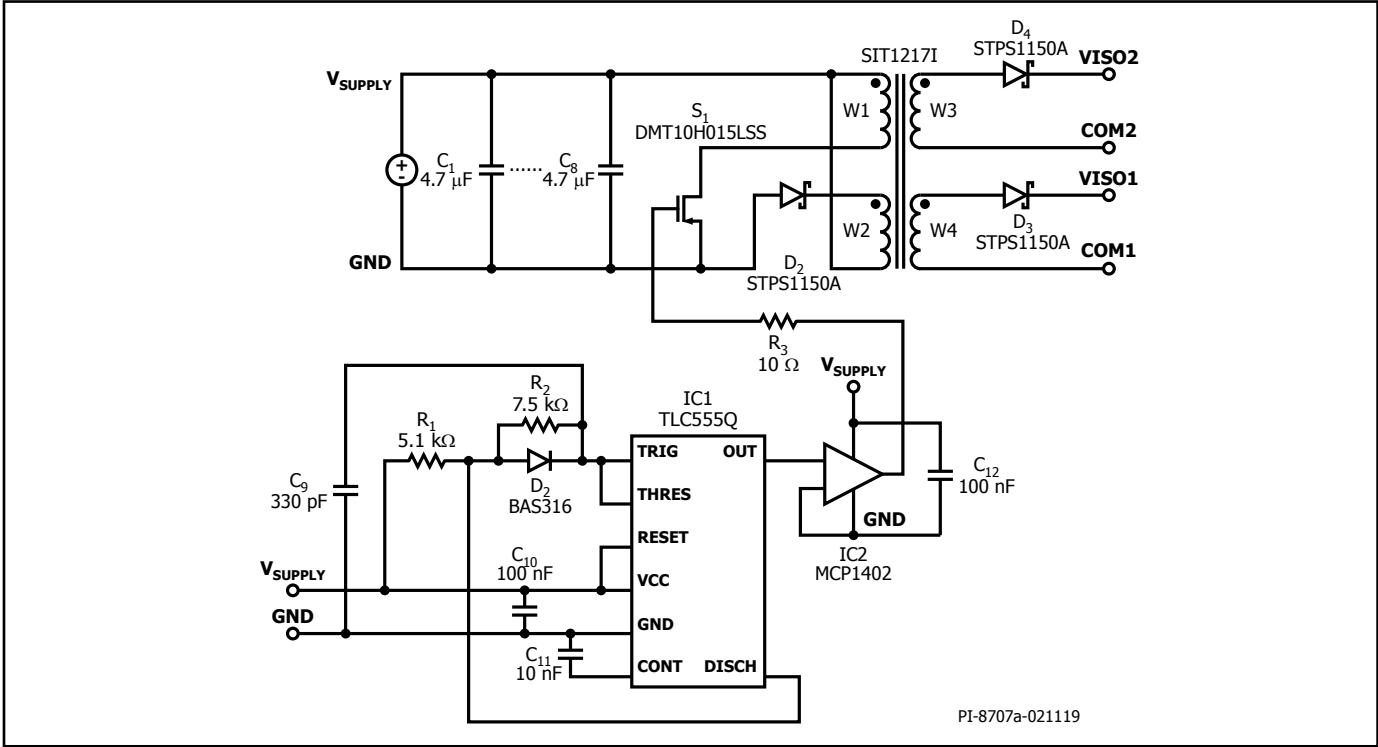 D4
STPS1150A
SIT1217I
VISO2
VSUPPLY
S1
DMT10H015LSS
W1
W3
COM2
C1
4.7 μF
......
C8
4.7 μF
+
-
VISO1
W2
W4
D3
STPS1150A
GND
D2
STPS1150A
COM1
R3
10 Ω
VSUPPLY
R2
7.5 kΩ
IC1
TLC555Q
R1
5.1 kΩ
TRIG
OUT
C9
330 pF
D2
BAS316
THRES
C12
100 nF
RESET
GND
IC2
MCP1402
VSUPPLY
C10
100 nF
VCC
GND
GND
C11
10 nF
CONT
DISCH
PI-8707a-021119